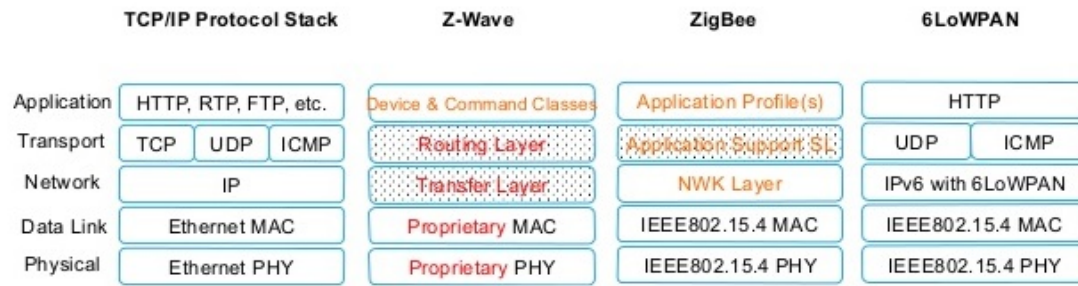 TCP/IP Protocol Stack Z-Wave ZigBee 6LoWPAN
Application HTTP, RTP, FTP, etc. Device & Command Classes Application Profile(s) HTTP
Transport TCP UDP ICMP Routing Layer Application Support SL UDP ICMP
Network IP Transfer Layer NWK Layer IPv6 with 6LoWPAN
Data Link Ethernet MAC Proprietary MAC IEEE802.15.4 MAC IEEE802.15.4 MAC
Physical Ethernet PHY Proprietary PHY IEEE802.15.4 PHY IEEE802.15.4 PHY